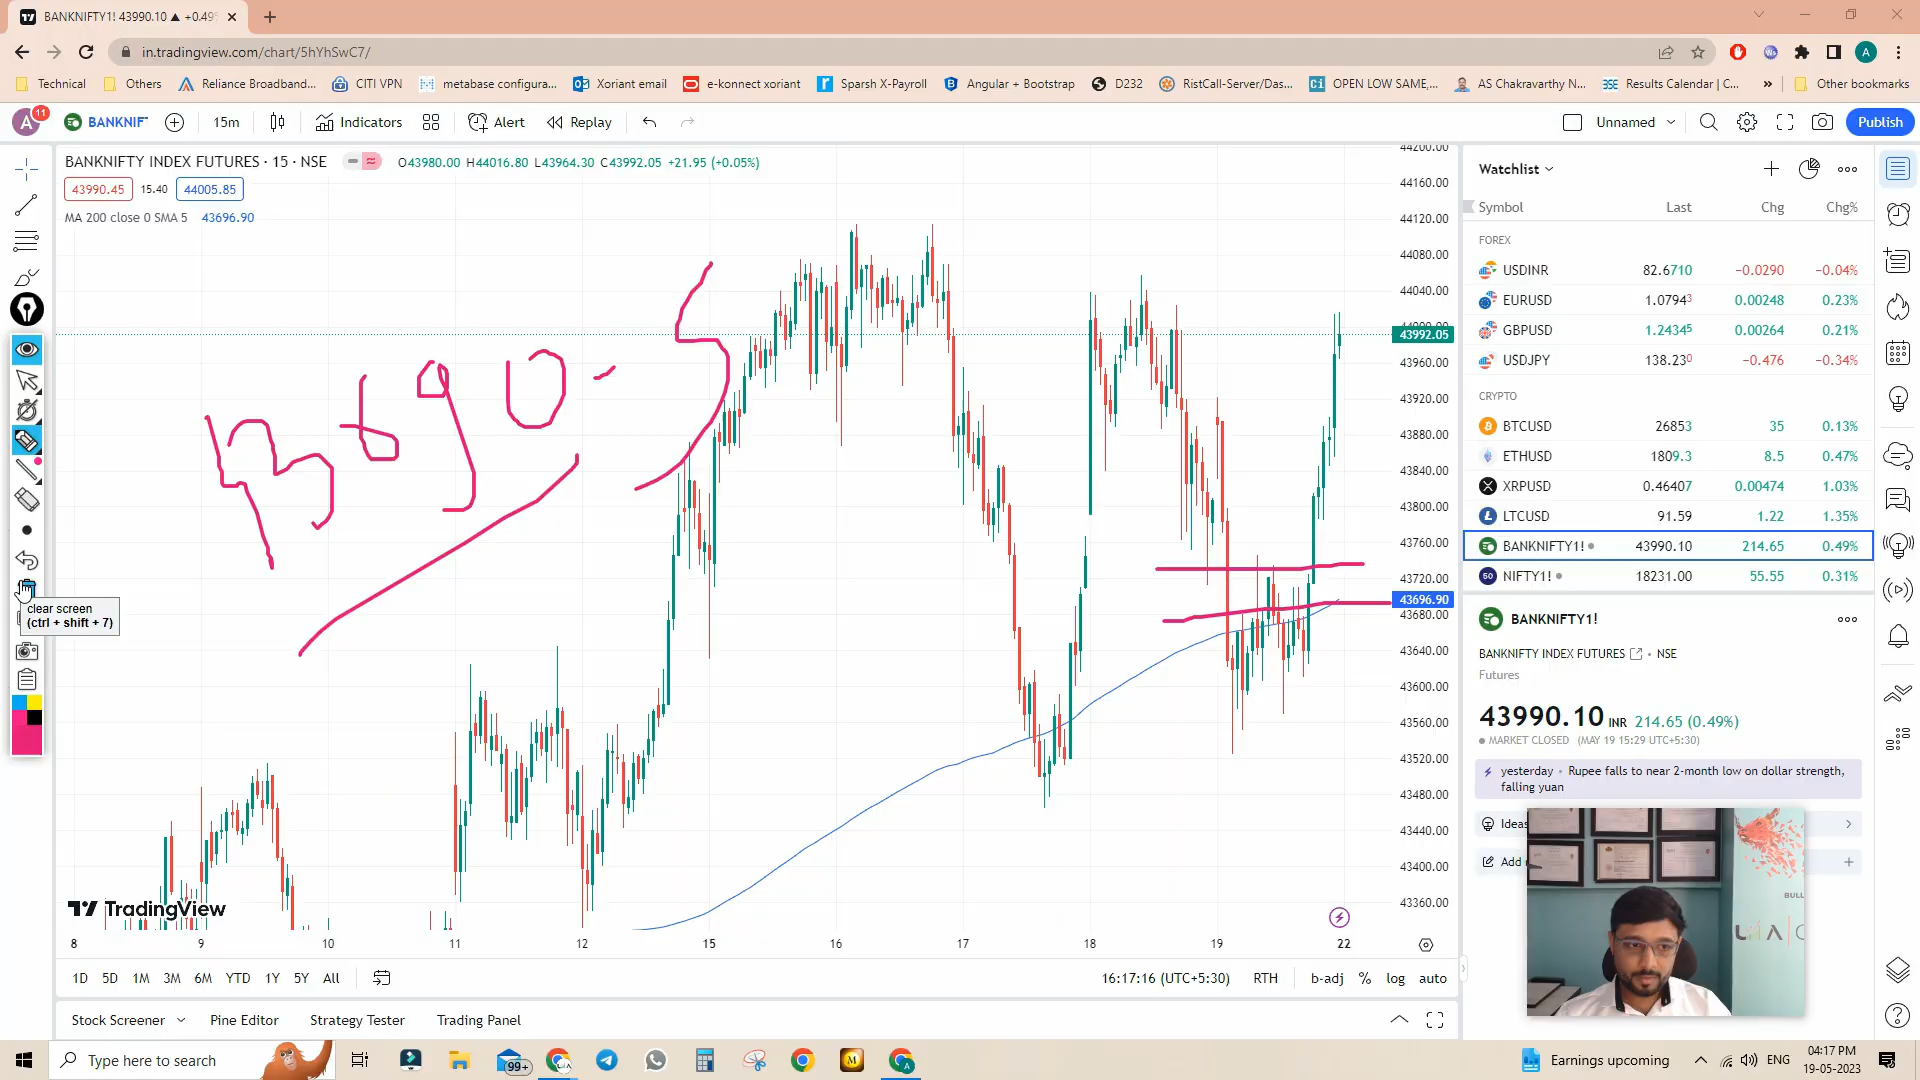 BANKNIFTY1! 43990.10 ▲ +0.49%
in.tradingview.com/chart/5hYhSwC7/
Technical Others Reliance Broadband... CITI VPN metabase configura... Xoriant email e-konnect xoriant Sparsh X-Payroll Angular + Bootstrap D232 RistCall-Server/Das... OPEN LOW SAME,... AS Chakravarthy N... Results Calendar | C... » Other bookmarks
A 11 BANKNIF 15m Indicators Alert Replay Unnamed Publish
BANKNIFTY INDEX FUTURES · 15 · NSE O43980.00 H44016.80 L43964.30 C43992.05 +21.95 (+0.05%)
43990.45 15.40 44005.85
MA 200 close 0 SMA 5 43696.90
44200.00
44160.00
44120.00
44080.00
44040.00
43992.05
43960.00
43920.00
43880.00
43840.00
43800.00
43760.00
43720.00
43696.90
43680.00
43640.00
43600.00
43560.00
43520.00
43480.00
43440.00
43400.00
43360.00
clear screen
(ctrl + shift + 7)
TradingView
8 9 10 11 12 15 16 17 18 19 22
1D 5D 1M 3M 6M YTD 1Y 5Y All 16:17:16 (UTC+5:30) RTH b-adj % log auto
Stock Screener Pine Editor Strategy Tester Trading Panel
Watchlist
Symbol Last Chg Chg%
FOREX
USDINR 82.6710 −0.0290 −0.04%
EURUSD 1.07943 0.00248 0.23%
GBPUSD 1.24345 0.00264 0.21%
USDJPY 138.230 −0.476 −0.34%
CRYPTO
BTCUSD 26853 35 0.13%
ETHUSD 1809.3 8.5 0.47%
XRPUSD 0.46407 0.00474 1.03%
LTCUSD 91.59 1.22 1.35%
BANKNIFTY1! 43990.10 214.65 0.49%
NIFTY1! 18231.00 55.55 0.31%
BANKNIFTY1!
BANKNIFTY INDEX FUTURES · NSE
Futures
43990.10 INR 214.65 (0.49%)
MARKET CLOSED (MAY 19 15:29 UTC+5:30)
yesterday · Rupee falls to near 2-month low on dollar strength,
falling yuan
Ideas
Add
BULL
Type here to search 99+ Earnings upcoming ENG 04:17 PM
19-05-2023